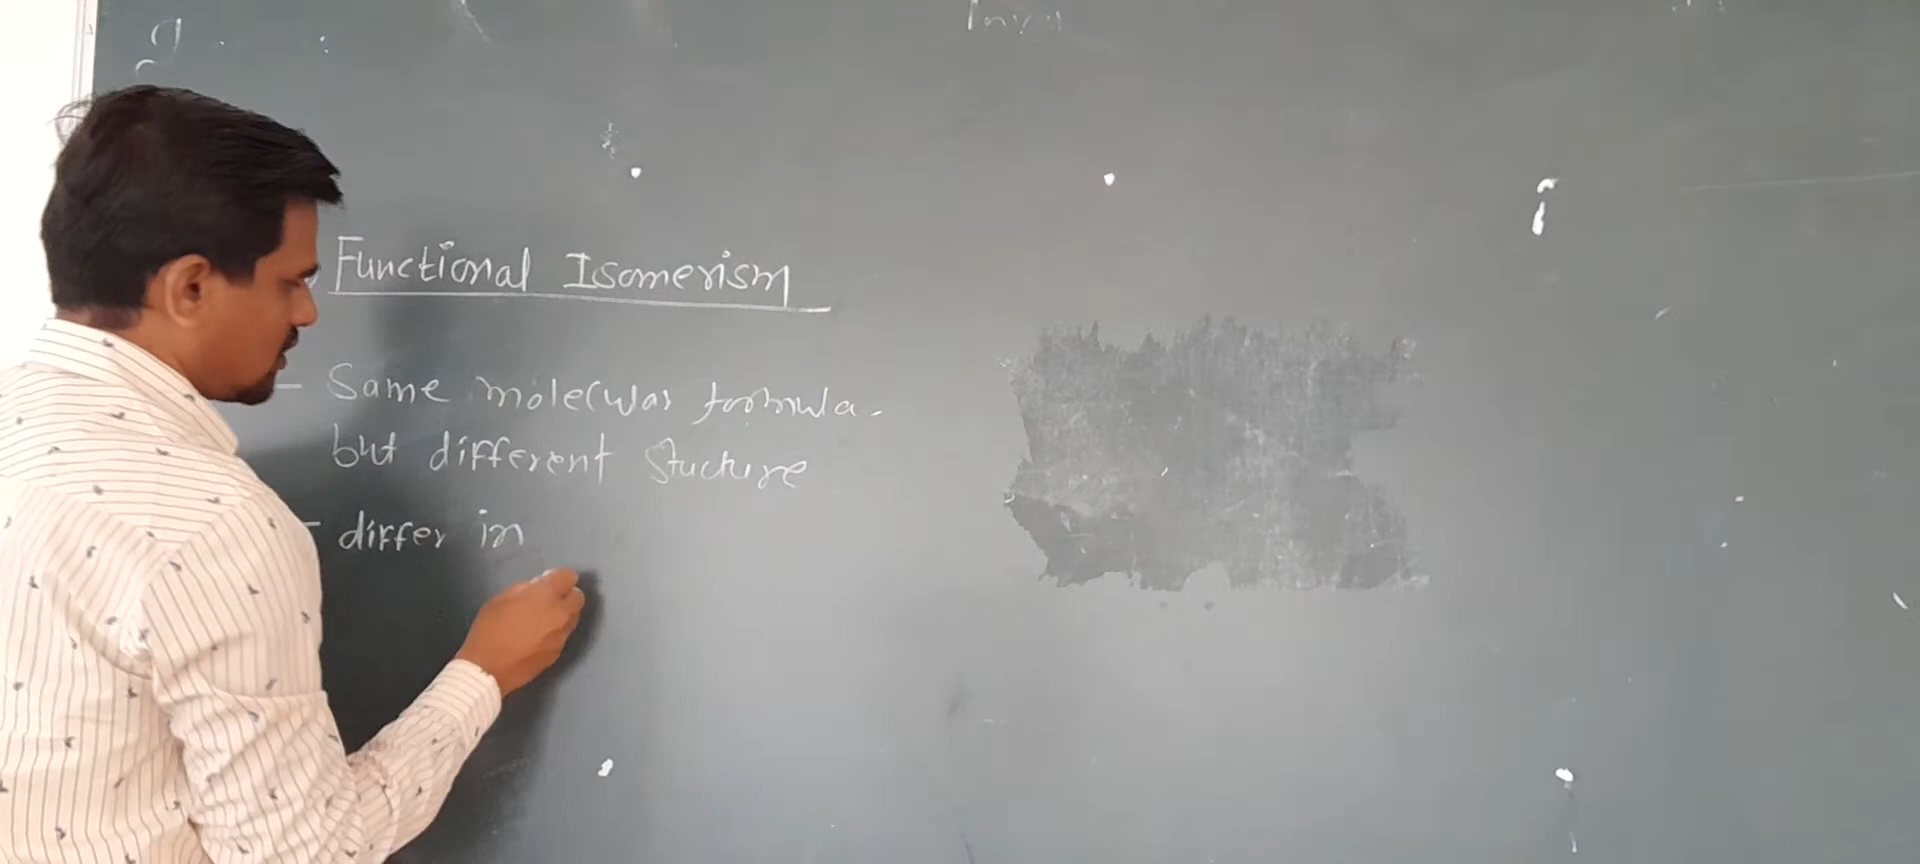 Functional Isomerism
- Same molecular formula.
but different Stucture
- differ in